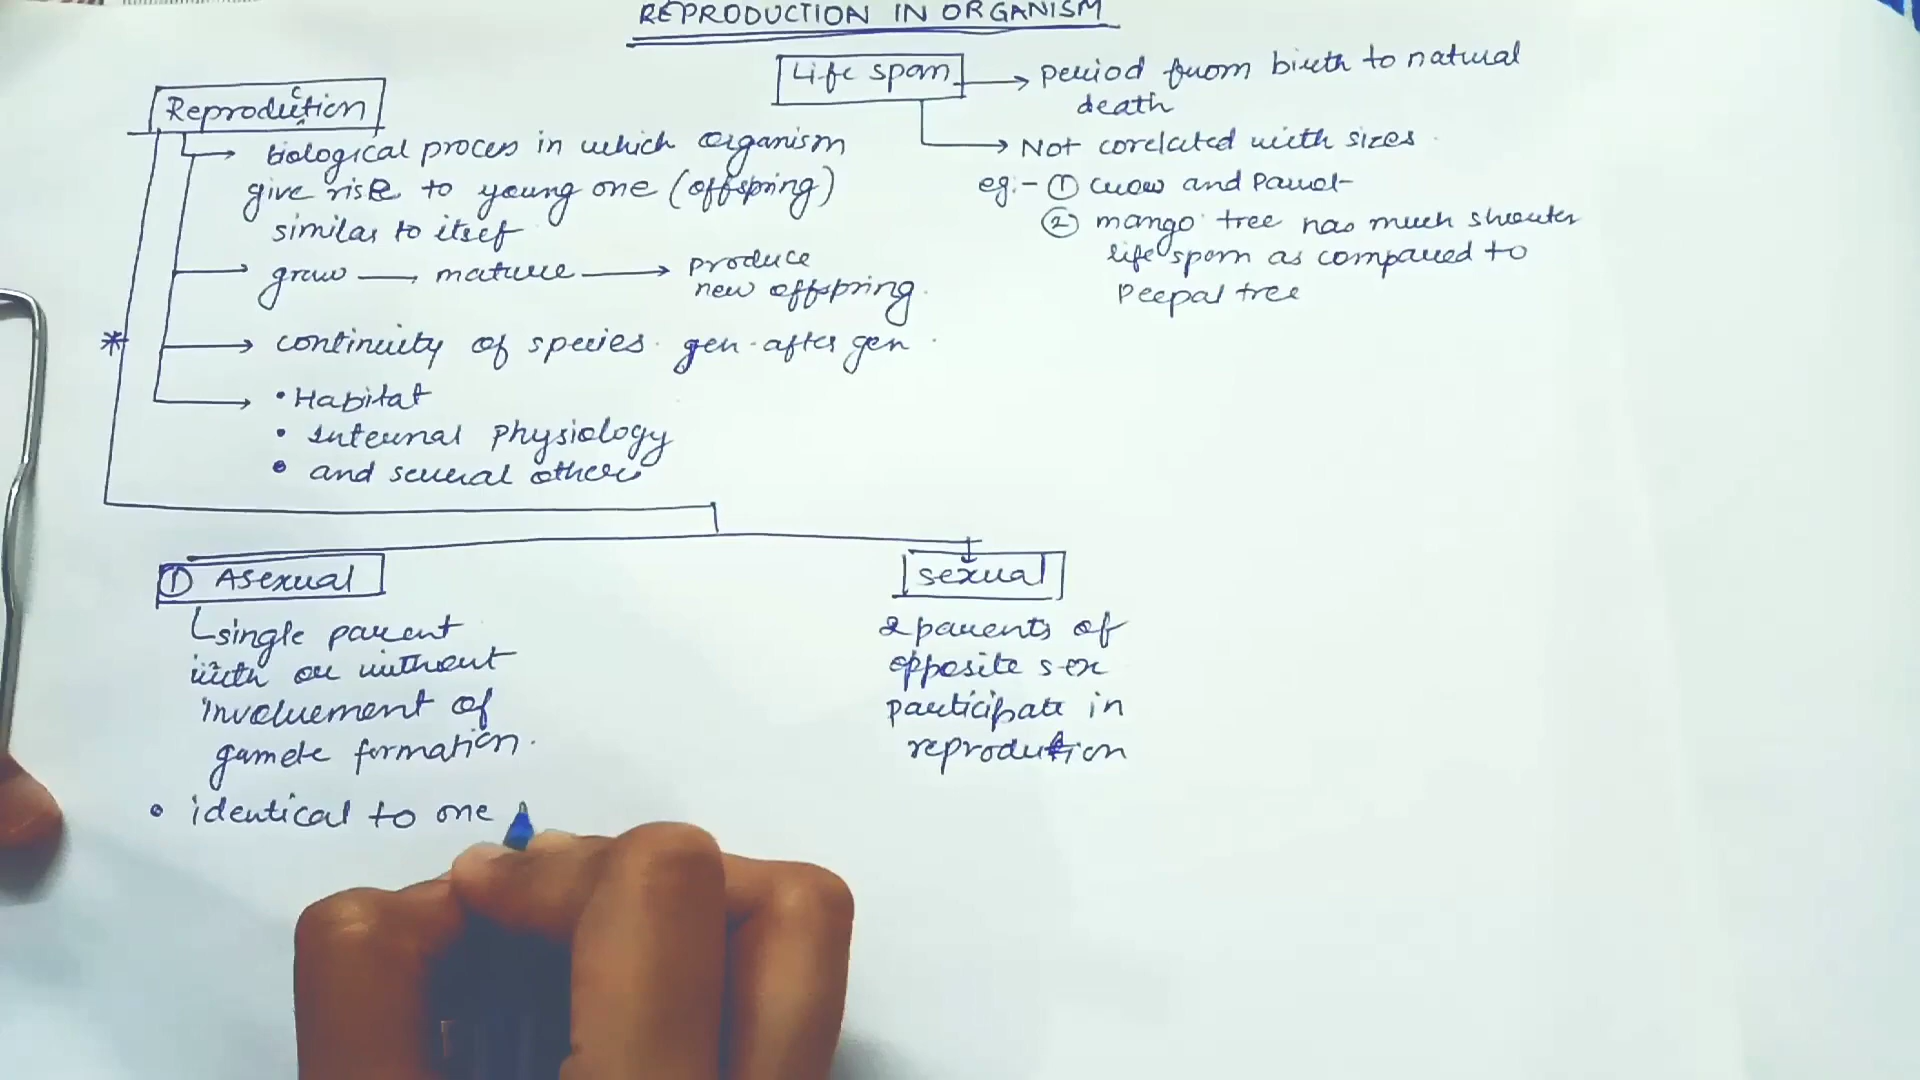 REPRODUCTION IN ORGANISM
Reproduction
biological proces in which organism
give rise to young one (offspring)
similar to itself
grow → mature → produce
new offspring.
continuity of species. gen. after gen.
• Habitat
• Internal Physiology
• and several others
Life span → period from birth to natural
death
→ Not corelated with sizes.
eg:- ① crow and Parrot
② mango tree has much shorter
life span as compared to
Peepal tree
① Asexual
single parent
with or without
involvement of
gamete formation.
• identical to one
sexual
2 parents of
opposite sex
participate in
reproduction